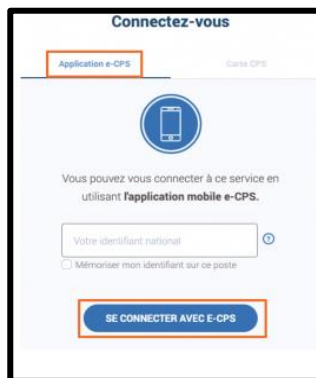 Connectez-vous
Application e-CPS
Carte CPS
Vous pouvez vous connecter à ce service en
utilisant l'application mobile e-CPS.
Votre identifiant national
?
Mémoriser mon identifiant sur ce poste
SE CONNECTER AVEC E-CPS